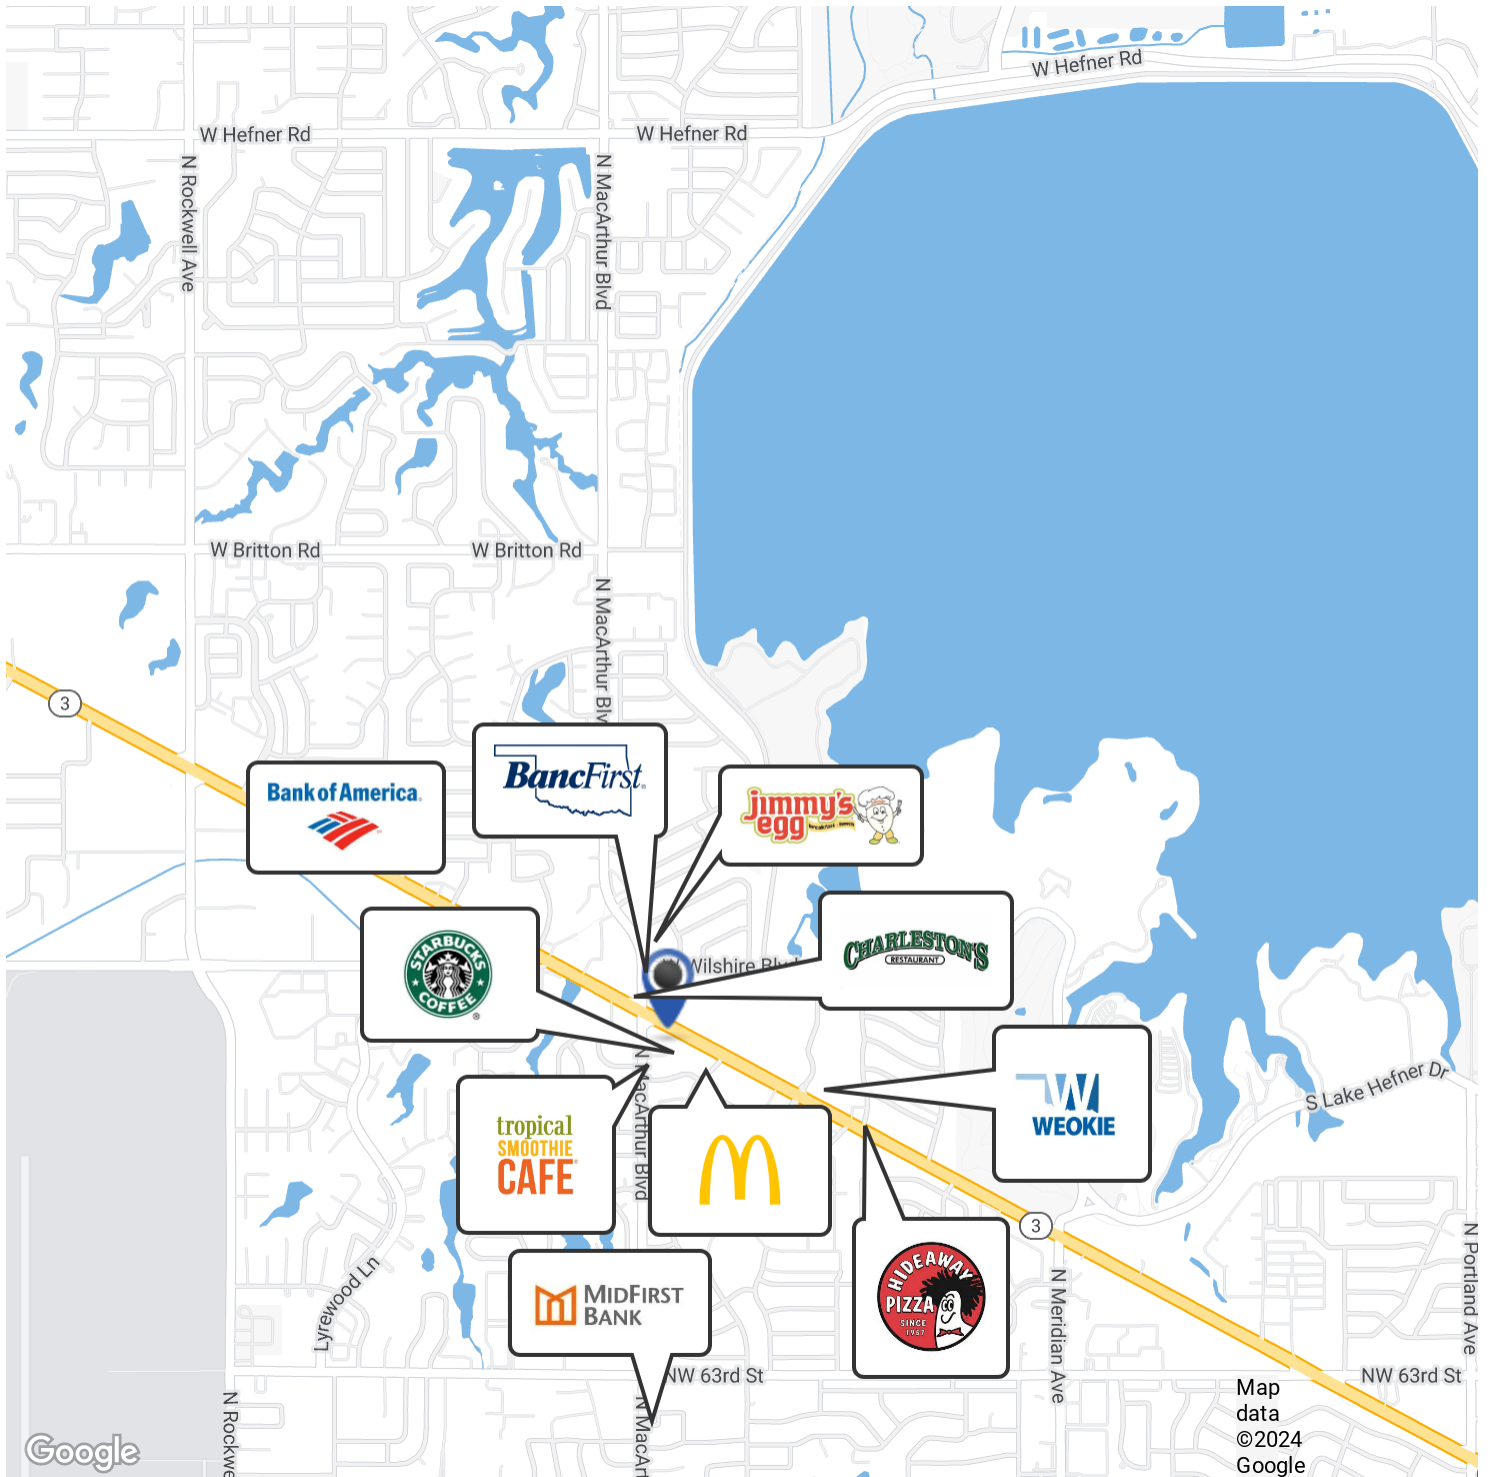 W Hefner Rd
W Hefner Rd
W Hefner Rd
N Rockwell Ave
N MacArthur Blvd
W Britton Rd
W Britton Rd
N MacArthur Blv
3
BancFirst
Bank of America
jimmy's
egg
STARBUCKS
COFFEE
®
Wilshire Blvd
CHARLESTON'S
RESTAURANT
N MacArthur Blvd
tropical
SMOOTHIE
CAFE
W
WEOKIE
S Lake Hefner Dr
3
HIDEAWAY
PIZZA
SINCE
1957
MIDFIRST
BANK
Lyrewood Ln
N Meridian Ave
N Portland Ave
NW 63rd St
NW 63rd St
N Rockwe
N MacArt
Map
data
©2024
Google
Google